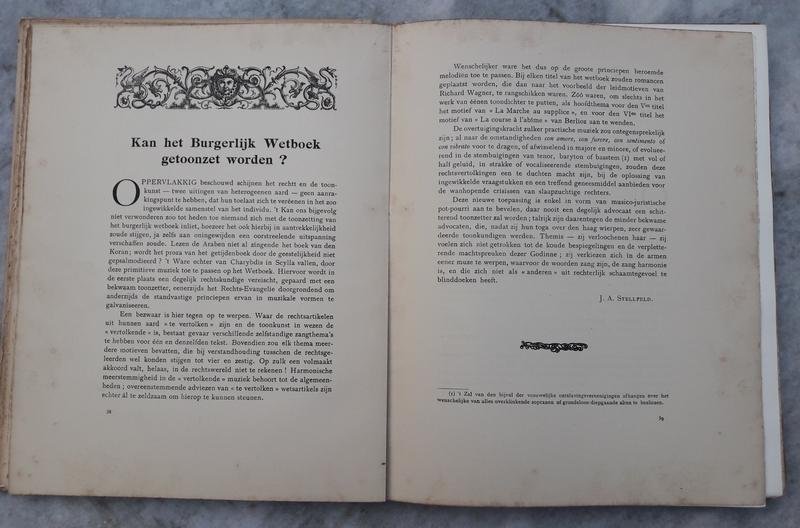 Kan het Burgerlijk Wetboek
getoonzet worden ?
OPPERVLAKKIG beschouwd schijnen het recht en de toon-
kunst — twee uitingen van heterogeenen aard — geen aanra-
kingspunt te hebben, dat hun toelaat zich te verëenen in het zoo
ingewikkelde samenstel van het individu. 't Kan ons bijgevolg
niet verwonderen zoo tot heden toe niemand zich met de toonzetting van
het burgerlijk wetboek inliet, hoezeer het ook hierbij in aantrekkelijkheid
zoude stijgen, ja zelfs aan oningewijden een oorstreelende uitspanning
verschaffen zoude. Lezen de Araben niet al zingende het boek van den
Koran; wordt het proza van het getijdenboek door de geestelijkheid niet
gepalmodieerd ? 't Ware echter van Charybdis in Scylla vallen, door
deze primitieve muziek toe te passen op het Wetboek. Hiervoor wordt in
de eerste plaats een degelijk rechtskundige vereischt, gepaard met een
bekwaam toonzetter, eenerzijds het Rechts-Evangelie doorgrondend om
anderzijds de standvastige principen ervan in muzikale vormen te
galvaniseeren.
Een bezwaar is hier tegen op te werpen. Waar de rechtsartikelen
uit hunnen aard « te vertolken » zijn en de toonkunst in wezen de
« vertolkende » is, bestaat gevaar verschillende zelfstandige zangthema's
te hebben voor één en denzelfden tekst. Bovendien zou elk thema meer-
dere motieven bevatten, die bij verstandhouding tusschen de rechtsge-
leerden wel konden stijgen tot vier en zestig. Op zulk een volmaakt
akkoord valt, helaas, in de rechtswereld niet te rekenen ! Harmonische
meerstemmigheid in de « vertolkende » muziek behoort tot de algemeen-
heden ; overeenstemmende adviezen van « te vertolken » wetsartikels zijn
echter ál te zeldzaam om hierop te kunnen steunen.
38
Wenschelijker ware het dus op de groote principen beroemde
melodiën toe te passen. Bij elken titel van het wetboek zouden romancen
geplaatst worden, die dan naar het voorbeeld der leidmotieven van
Richard Wagner, te rangschikken waren. Zóó waren, om slechts in het
werk van éénen toondichter te putten, als hoofdthema voor den Ven titel
het motief van « La Marche au supplice », en voor den VIen titel het
motief van « La course à l'abîme » van Berlioz aan te wenden.
De overtuigingskracht zulker practische muziek zou ontegensprekelijk
zijn ; al naar de omstandigheden con amore, con furore, con sentimento of
con vibrato voor te dragen, of afwisselend in majore en minore, of evoluee-
rend in de stembuigingen van tenor, baryton of basstem (1) met vol of
half geluid, in strakke of vocaliseerende stembuigingen, zouden deze
rechtsvertolkingen een te duchten macht zijn, bij de oplossing van
ingewikkelde vraagstukken en een treffend geneesmiddel aanbieden voor
de wanhopende crisissen van slaapzuchtige rechters.
Deze nieuwe toepassing is enkel in vorm van musico-juristische
pot-pourri aan te bevelen, daar nooit een degelijk advocaat een schit-
terend toonzetter zal worden ; talrijk zijn daarentegen de minder bekwame
advocaten, die, nadat zij hun toga over den haag wierpen, zeer gewaar-
deerde toonkundigen werden. Themis — zij verloochenen haar — zij
voelen zich niet getrokken tot de koude bespiegelingen en de verplette-
rende machtspreuken dezer Godinne ; zij verkiezen zich in de armen
eener muze te werpen, waarvoor de woorden zang zijn, de zang harmonie
is, en die zich niet als « anderen » uit rechterlijk schaamtegevoel te
blinddoeken heeft.
J. A. STELLFELD.
(1) 't Zal van den bijval der vrouwelijke ontslavingsvereenigingen afhangen over het
wenschelijke van alles overklinkende sopranen of grondeloos-diepgaande alten te beslissen.
39